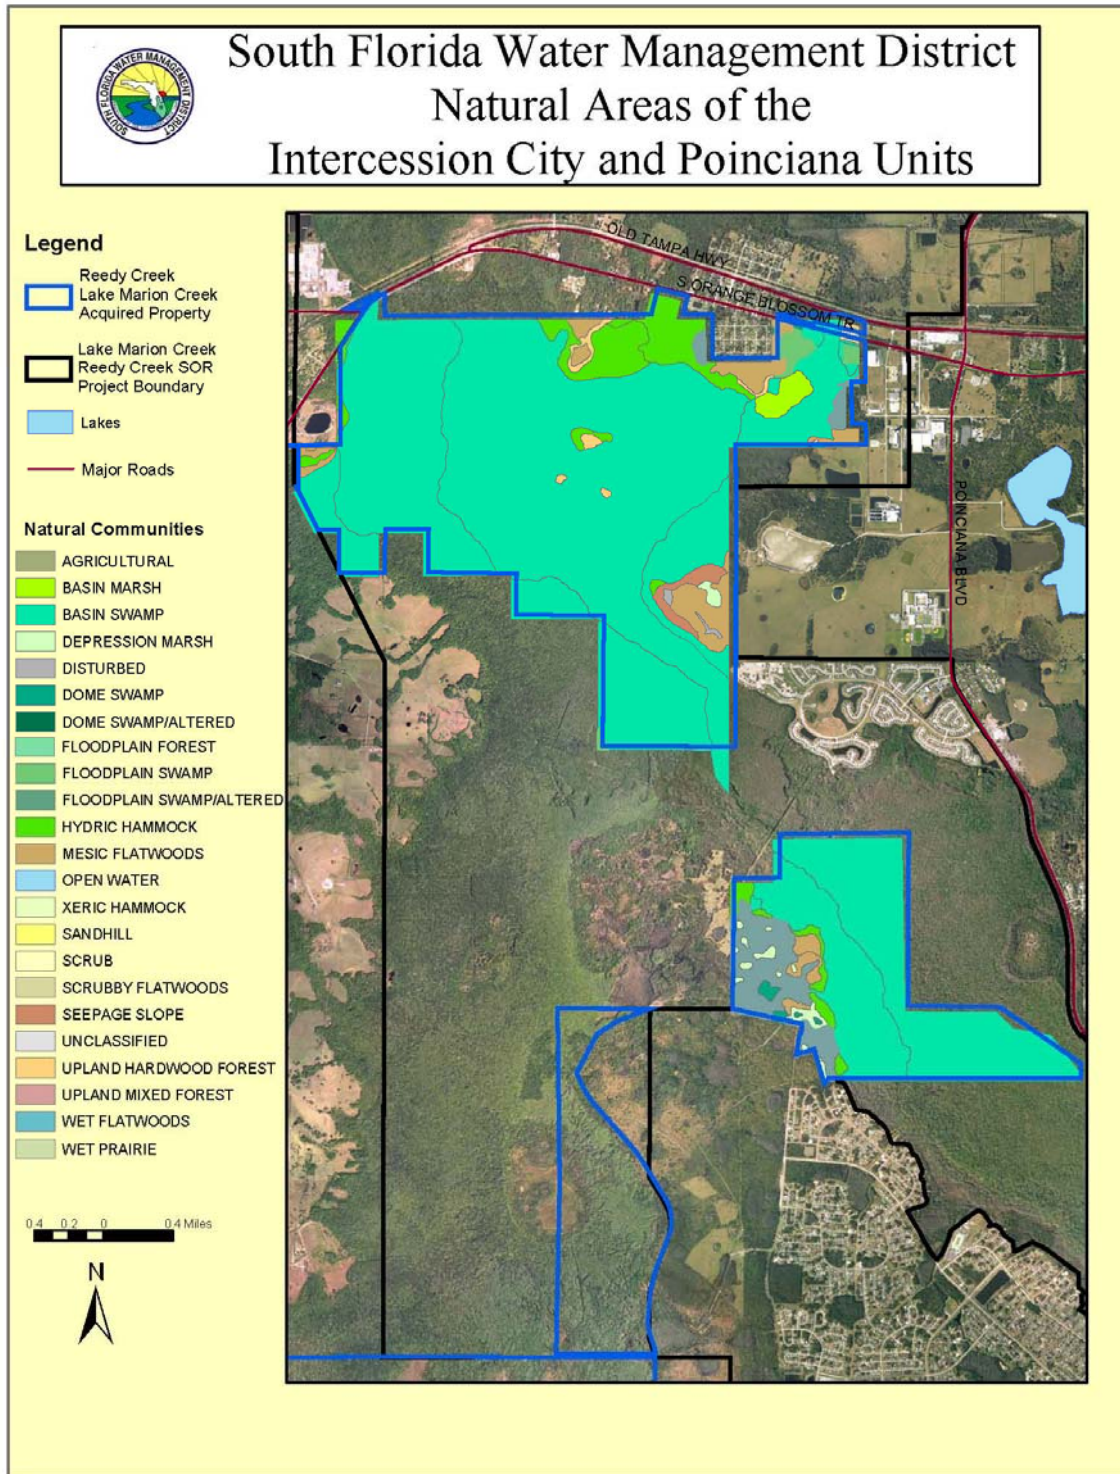 South Florida Water Management District
Natural Areas of the
Intercession City and Poinciana Units
SOUTH FLORIDA WATER MANAGEMENT DISTRICT
Legend
Reedy Creek
Lake Marion Creek
Acquired Property
Lake Marion Creek
Reedy Creek SOR
Project Boundary
Lakes
Major Roads
Natural Communities
AGRICULTURAL
BASIN MARSH
BASIN SWAMP
DEPRESSION MARSH
DISTURBED
DOME SWAMP
DOME SWAMP/ALTERED
FLOODPLAIN FOREST
FLOODPLAIN SWAMP
FLOODPLAIN SWAMP/ALTERED
HYDRIC HAMMOCK
MESIC FLATWOODS
OPEN WATER
XERIC HAMMOCK
SANDHILL
SCRUB
SCRUBBY FLATWOODS
SEEPAGE SLOPE
UNCLASSIFIED
UPLAND HARDWOOD FOREST
UPLAND MIXED FOREST
WET FLATWOODS
WET PRAIRIE
0.4 0.2 0 0.4 Miles
N
OLD TAMPA HWY
S ORANGE BLOSSOM TR
POINCIANA BLVD